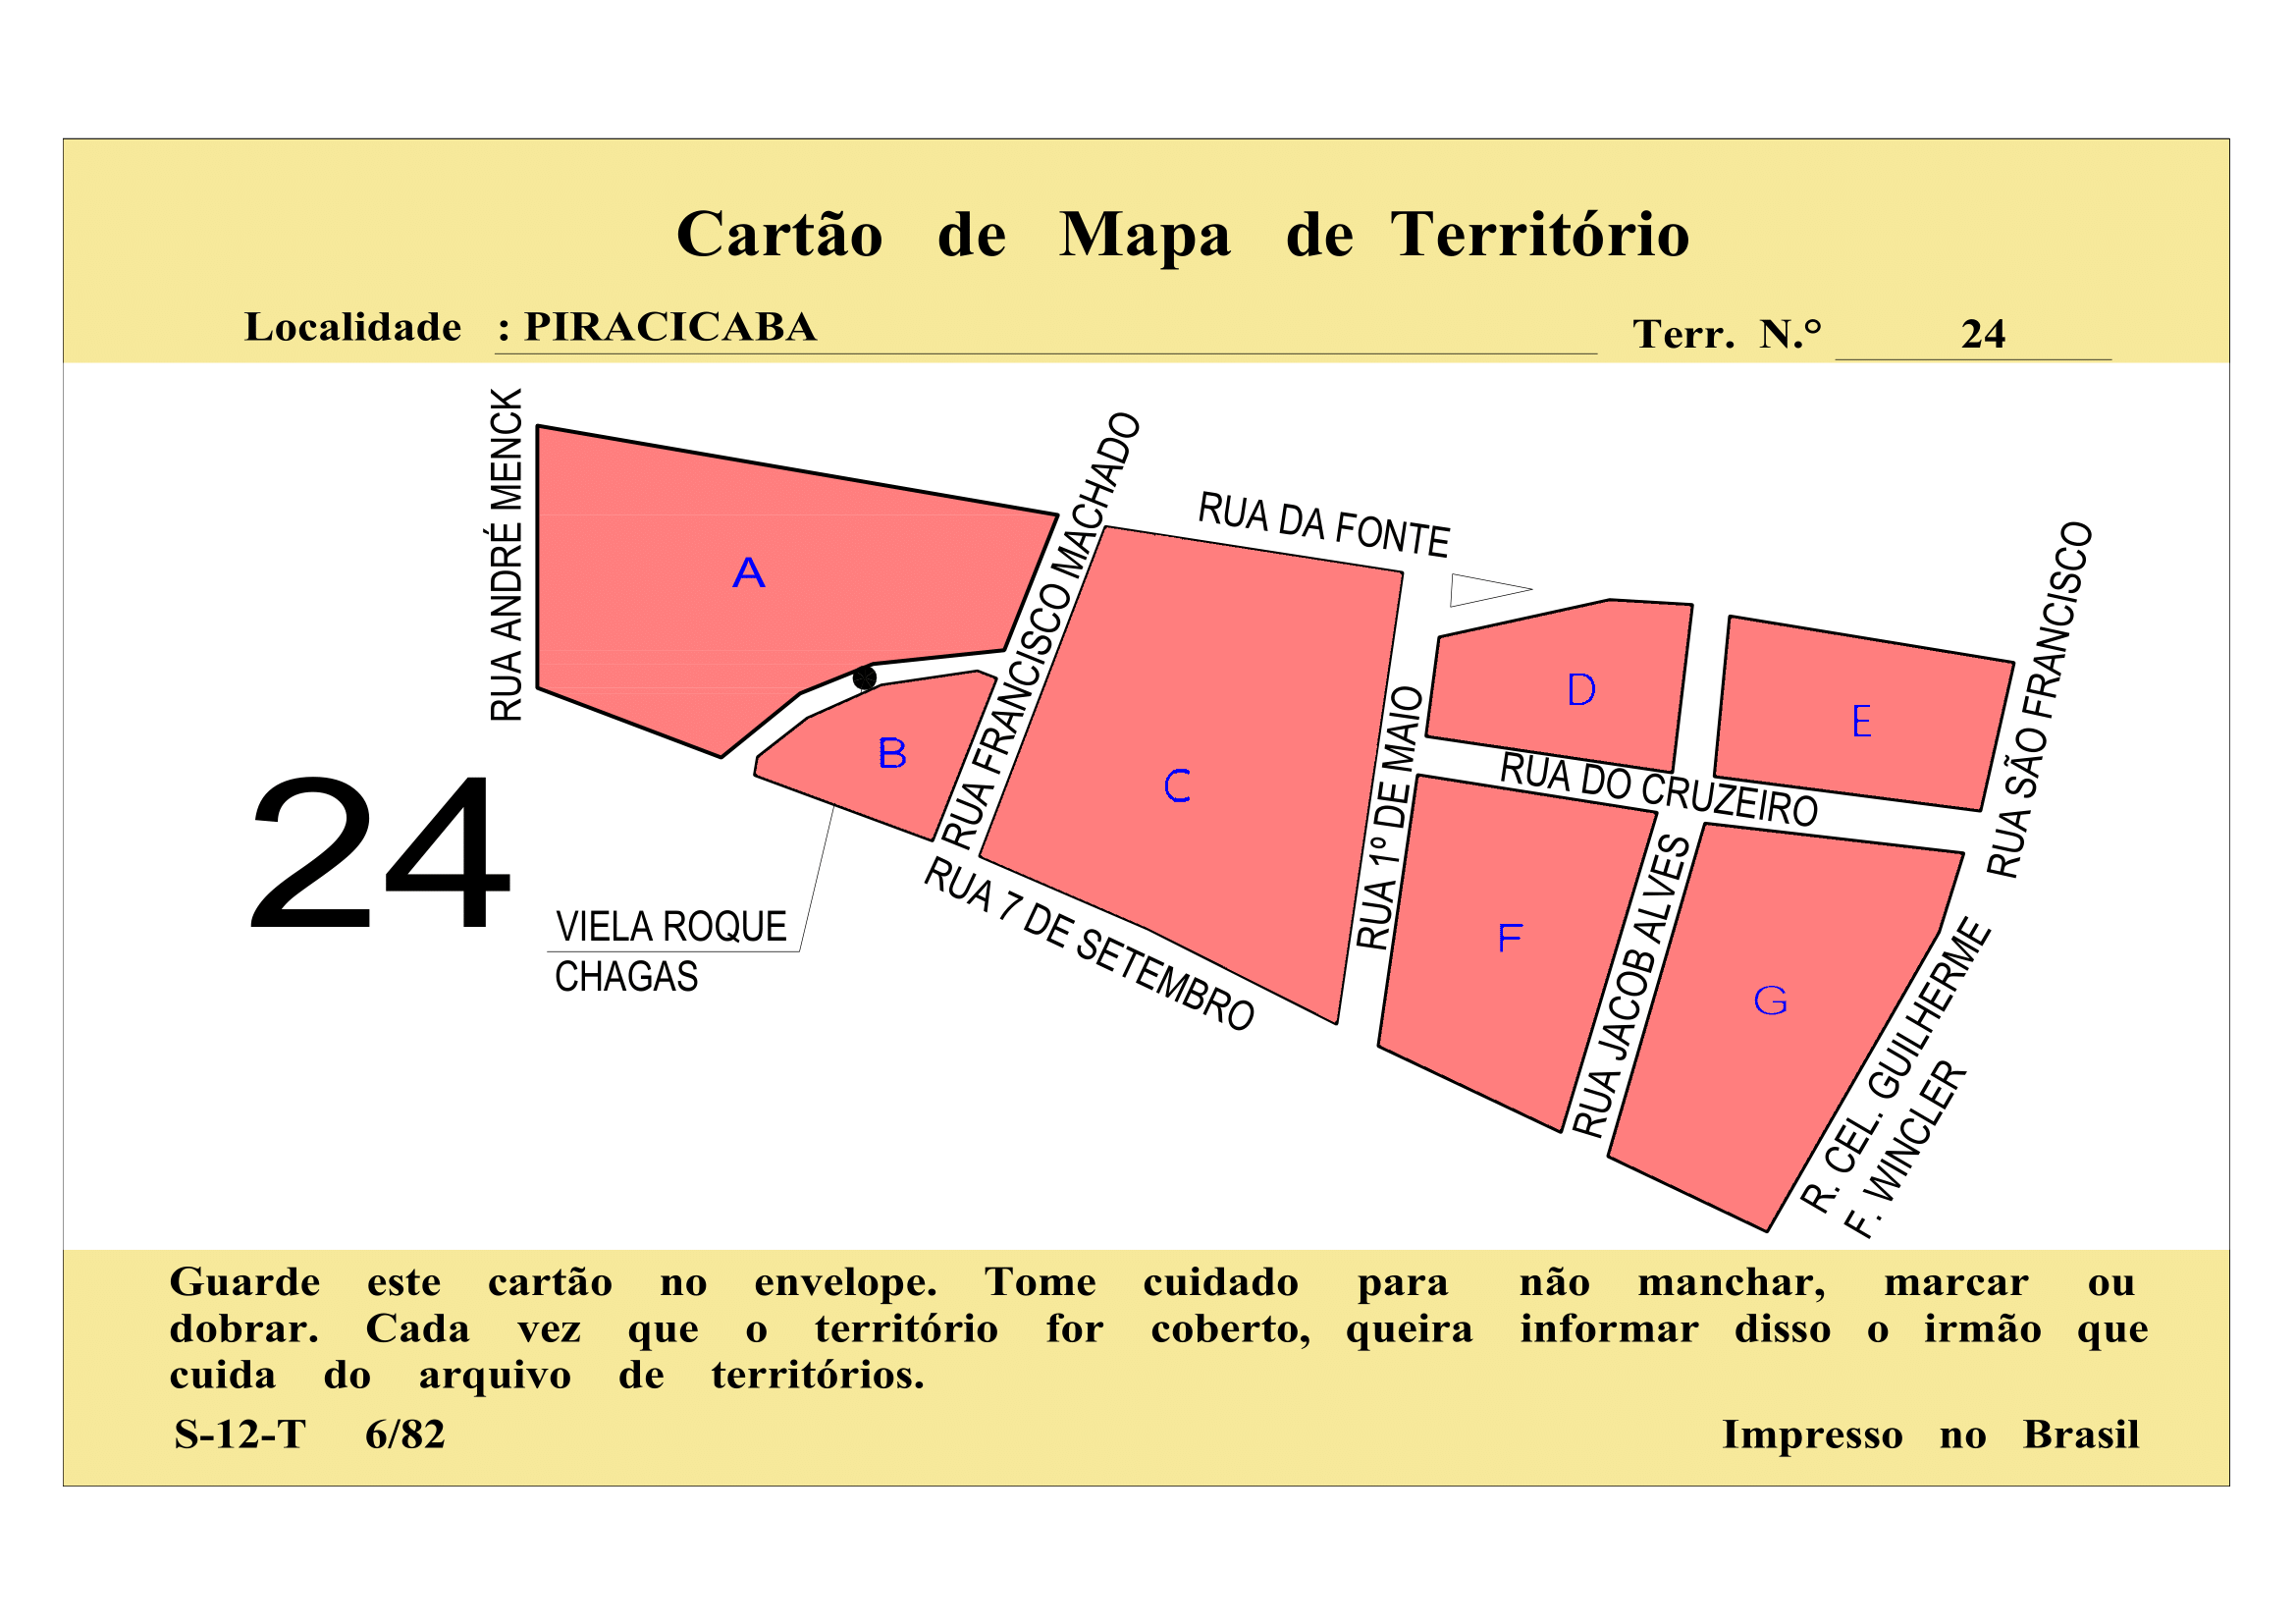 Cartão de Mapa de Território
Localidade : PIRACICABA
Terr. N.° 24
RUA ANDRÉ MENCK
RUA FRANCISCO MACHADO
RUA DA FONTE
RUA SÃO FRANCISCO
A
B
C
D
E
RUA 1º DE MAIO
RUA DO CRUZEIRO
24
VIELA ROQUE
CHAGAS
RUA 7 DE SETEMBRO
F
RUA JACOB ALVES
G
R. CEL. GUILHERME
F. WINCLER
Guarde este cartão no envelope. Tome cuidado para não manchar, marcar ou
dobrar. Cada vez que o território for coberto, queira informar disso o irmão que
cuida do arquivo de territórios.
S-12-T 6/82
Impresso no Brasil